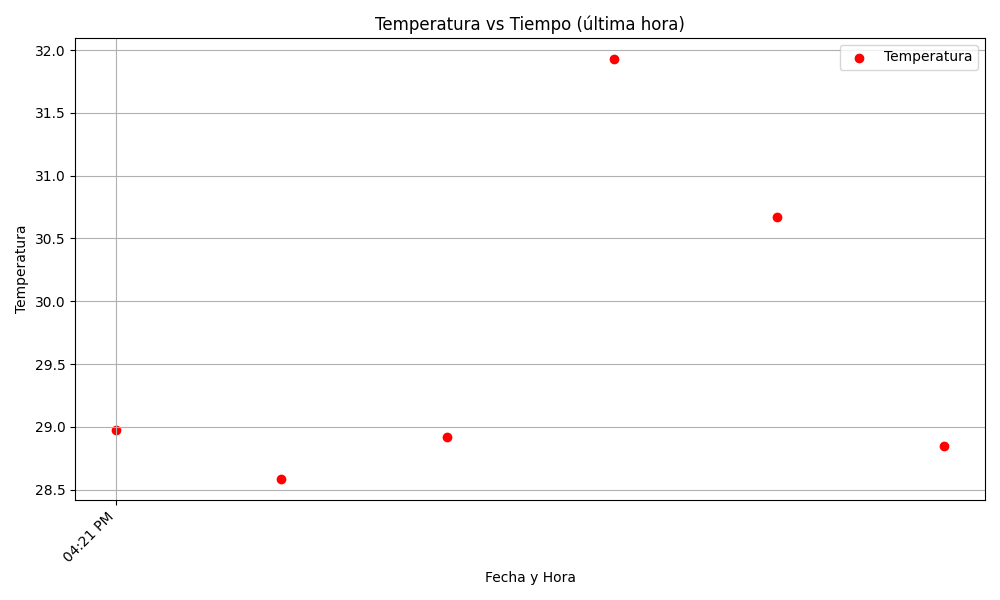 Temperatura vs Tiempo (última hora)
Temperatura
32.0
31.5
31.0
30.5
30.0
29.5
29.0
28.5
Temperatura
04:21 PM
Fecha y Hora